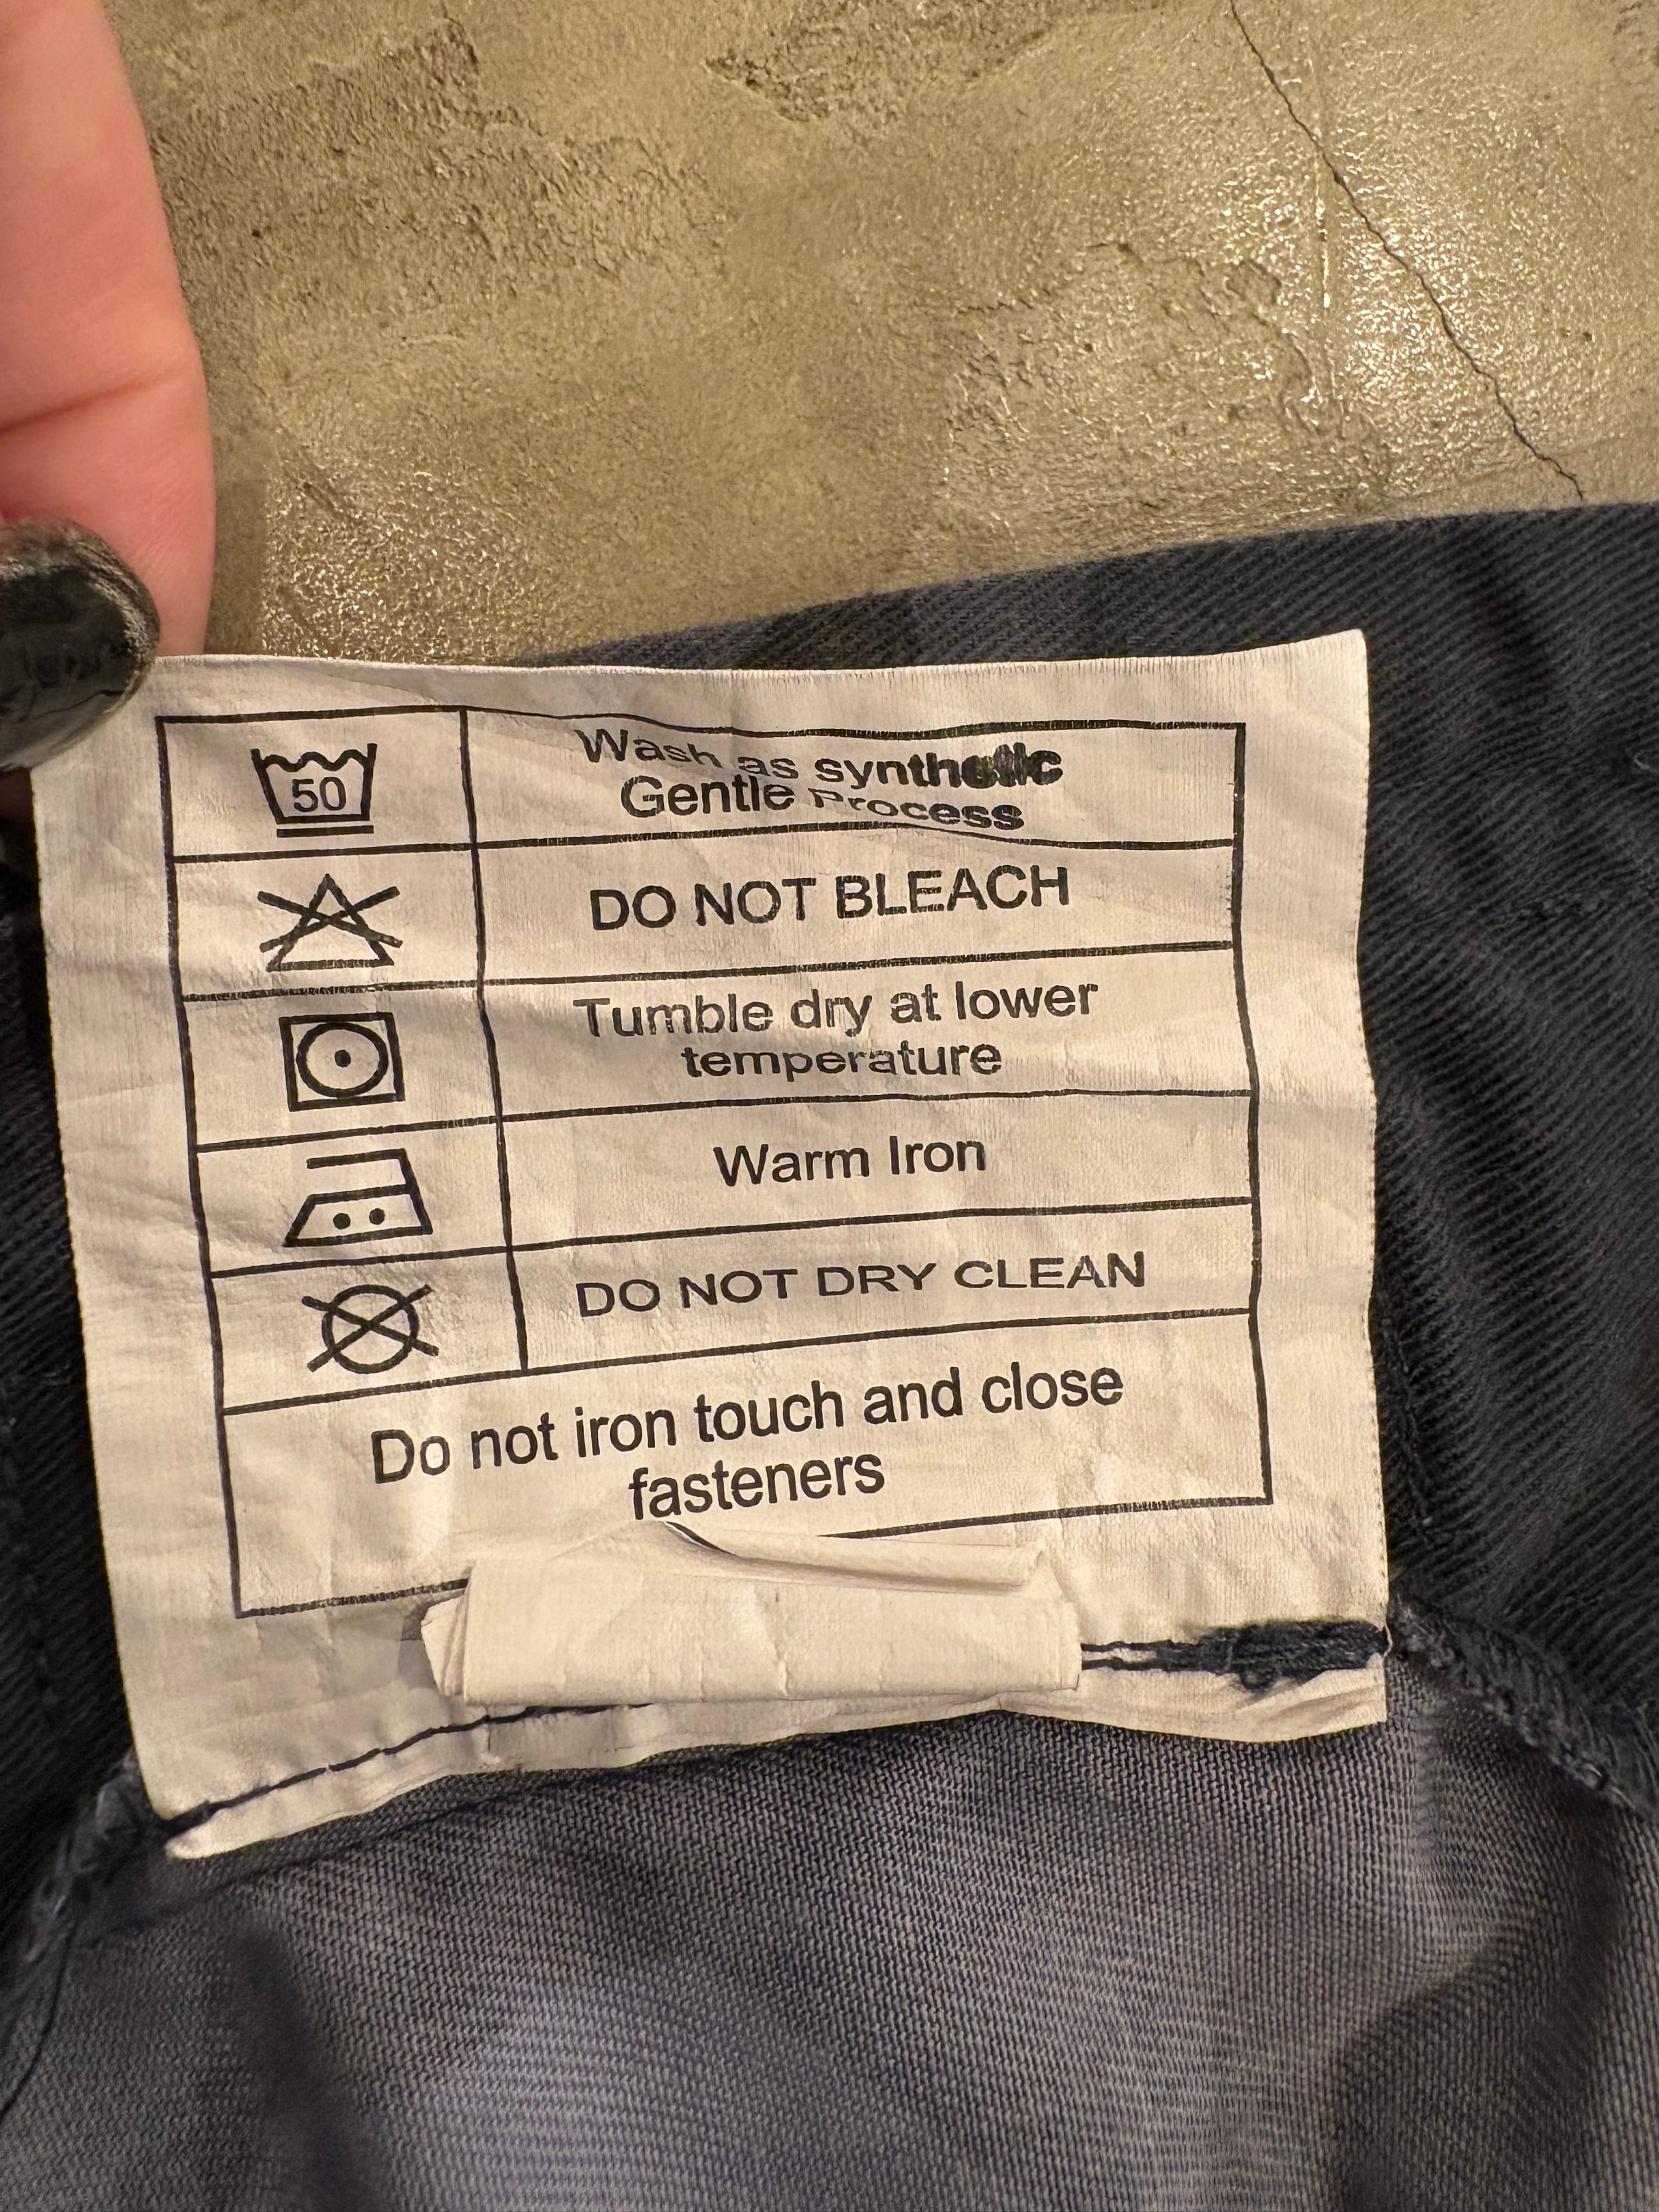 50
Wash as synthetic
Gentle Process
DO NOT BLEACH
Tumble dry at lower
temperature
Warm Iron
DO NOT DRY CLEAN
Do not iron touch and close
fasteners